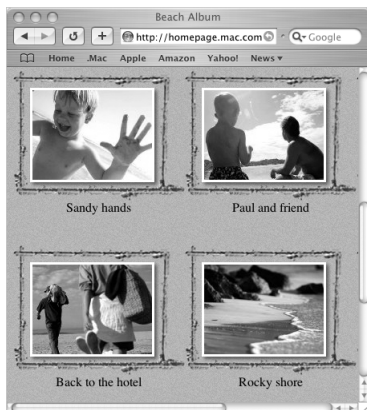 Beach Album
http://homepage.mac.com
Google
Home .Mac Apple Amazon Yahoo! News ▾
Sandy hands Paul and friend
Back to the hotel Rocky shore